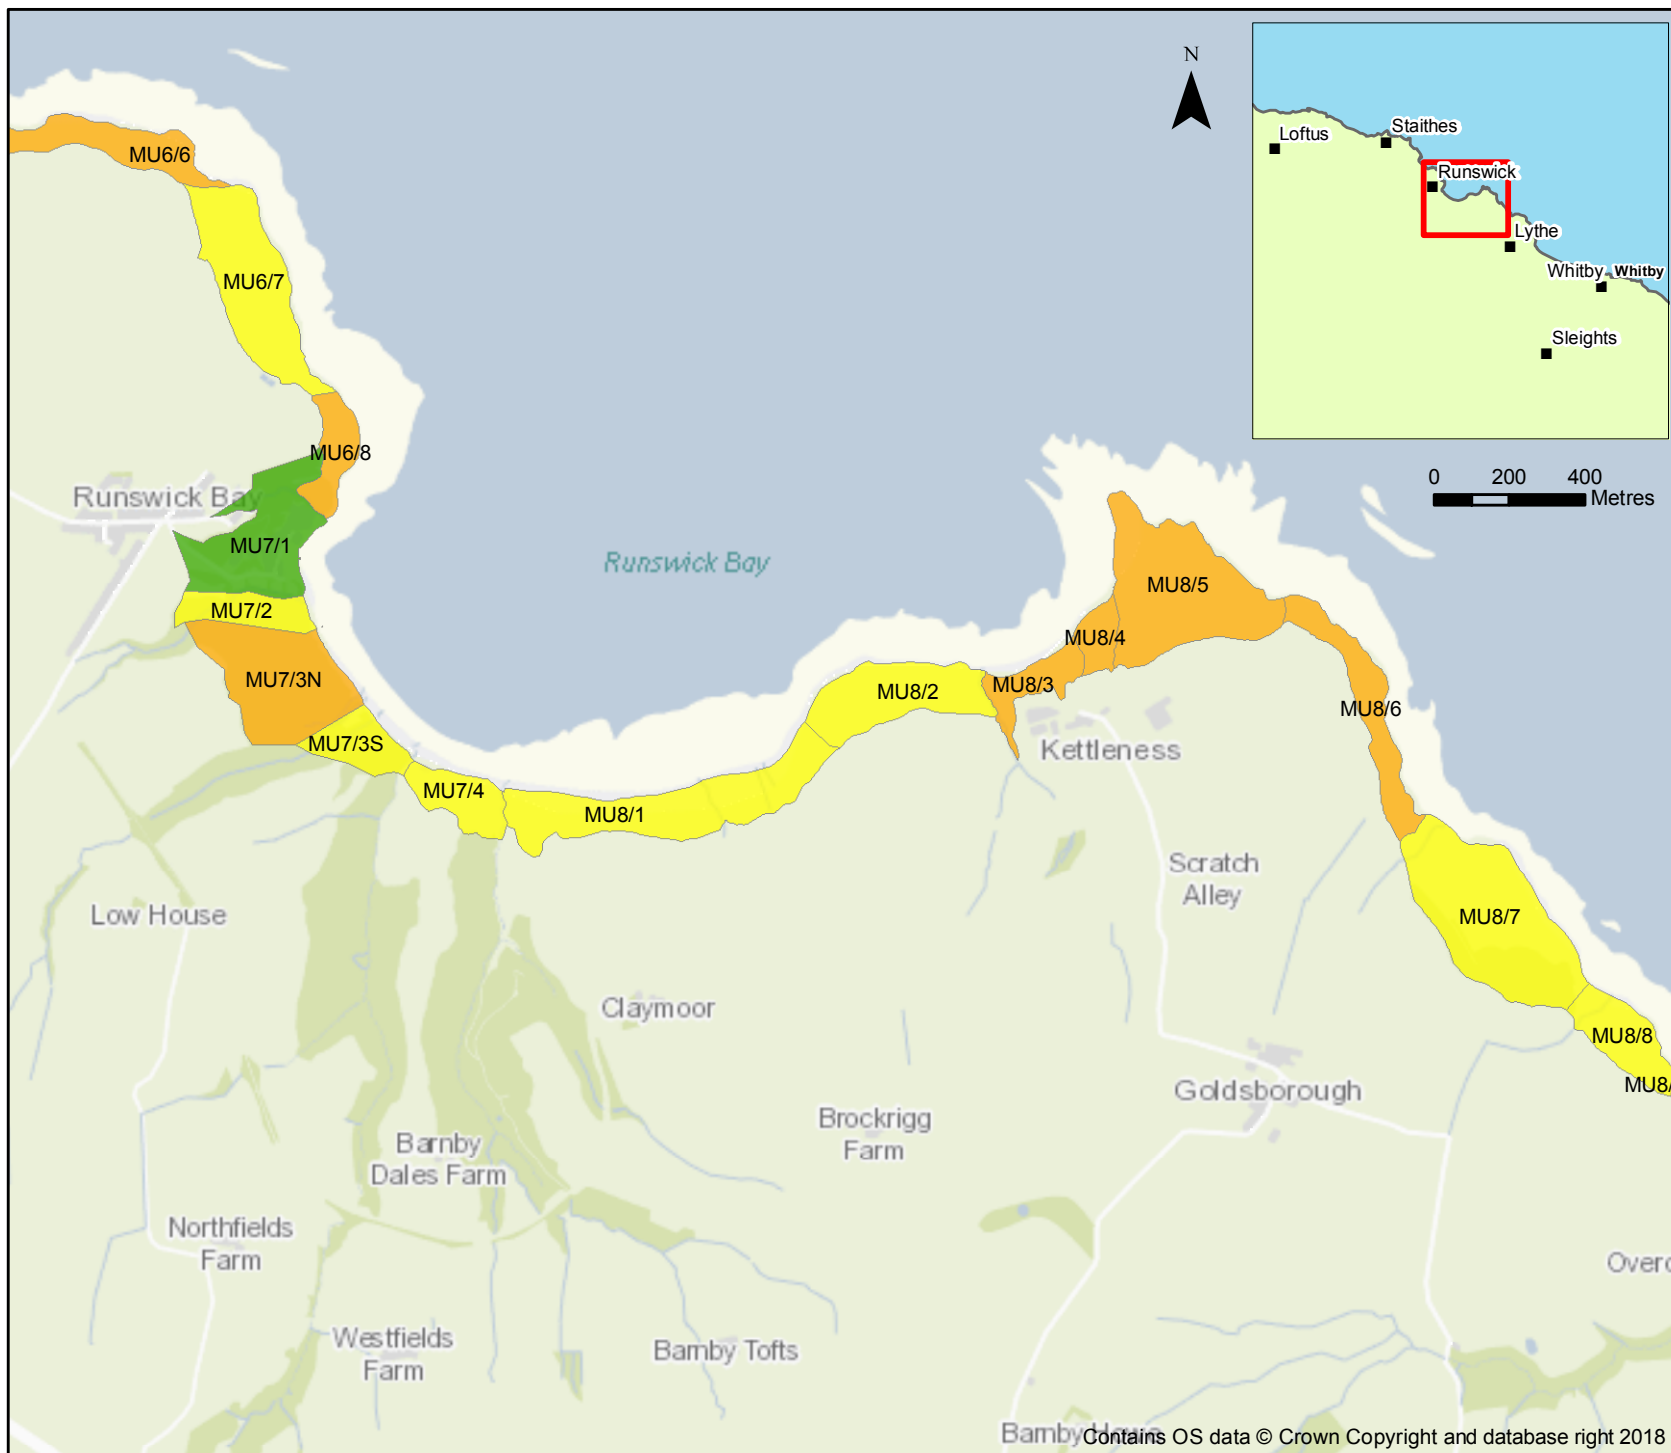 N
Loftus
Staithes
Runswick
Lythe
Whitby
Whitby
Sleights
0 200 400
Metres
MU6/6
MU6/7
MU6/8
Runswick Bay
MU7/1
Runswick Bay
MU7/2
MU7/3N
MU7/3S
MU7/4
MU8/1
MU8/2
MU8/3
MU8/4
MU8/5
MU8/6
Kettleness
Scratch
Alley
MU8/7
Low House
Claymoor
MU8/8
MU8/
Goldsborough
Brockrigg
Farm
Barnby
Dales Farm
Northfields
Farm
Westfields
Farm
Barnby Tofts
Barnby
Contains OS data © Crown Copyright and database right 2018